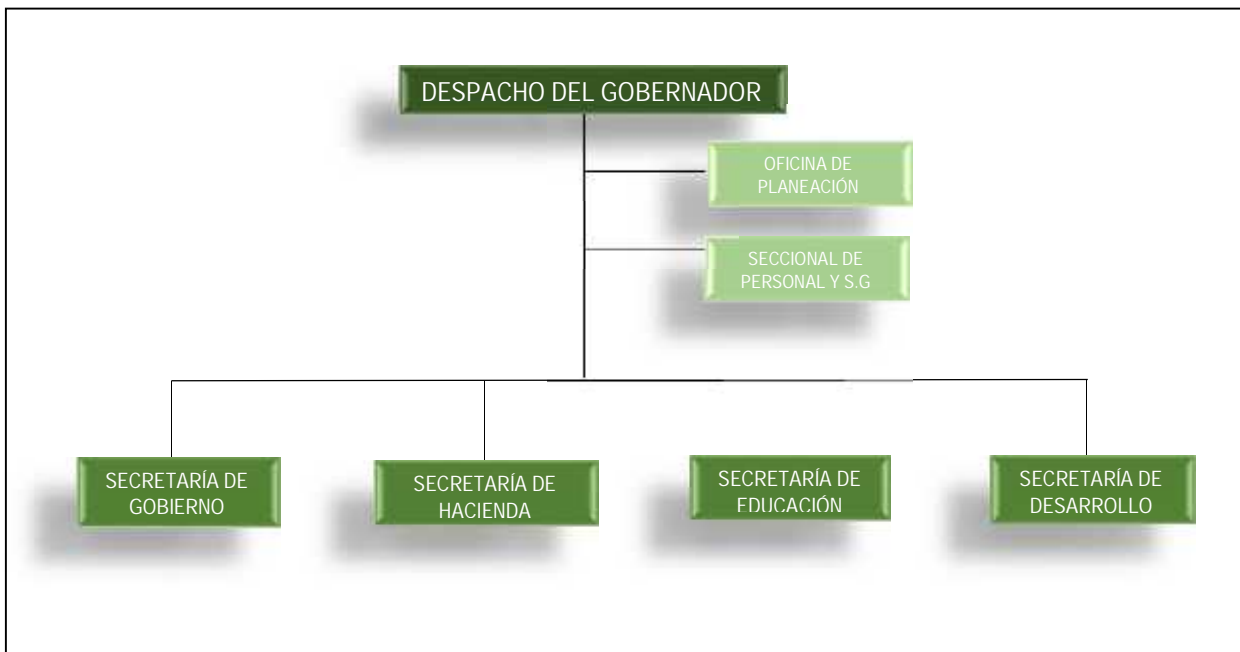 DESPACHO DEL GOBERNADOR
OFICINA DE
PLANEACIÓN
SECCIONAL DE
PERSONAL Y S.G
SECRETARÍA DE
GOBIERNO
SECRETARÍA DE
HACIENDA
SECRETARÍA DE
EDUCACIÓN
SECRETARÍA DE
DESARROLLO